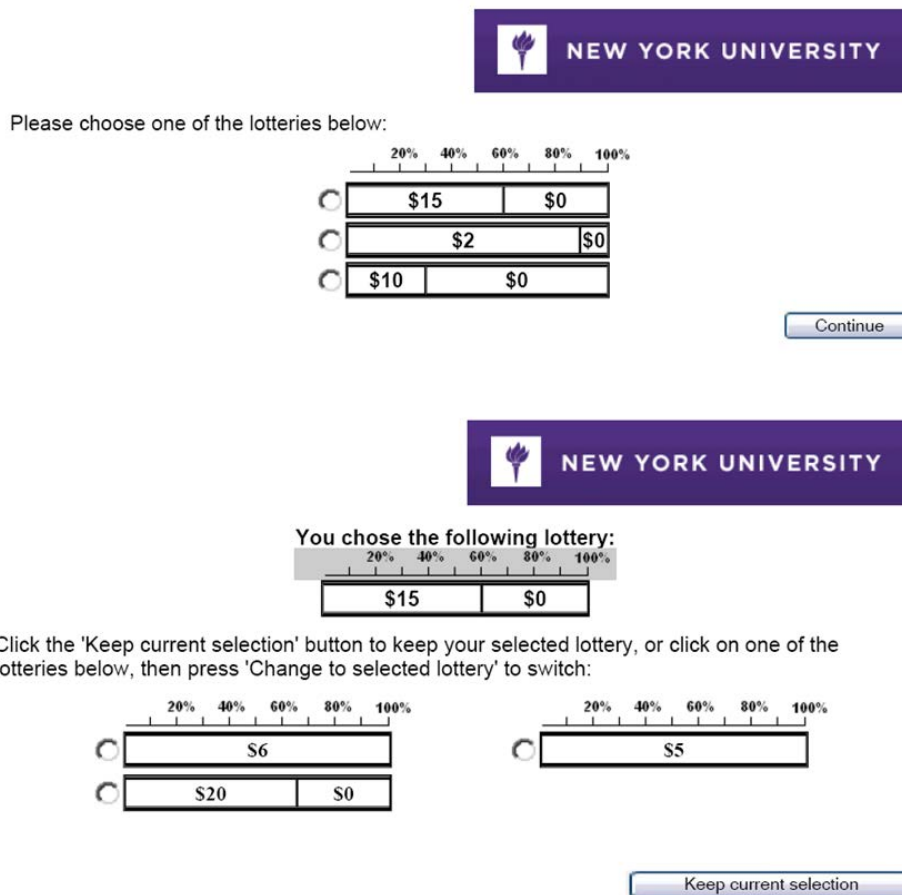 NEW YORK UNIVERSITY
Please choose one of the lotteries below:
20% 40% 60% 80% 100%
$15 $0
$2 $0
$10 $0
Continue
NEW YORK UNIVERSITY
You chose the following lottery:
20% 40% 60% 80% 100%
$15 $0
Click the 'Keep current selection' button to keep your selected lottery, or click on one of the
lotteries below, then press 'Change to selected lottery' to switch:
20% 40% 60% 80% 100% 20% 40% 60% 80% 100%
$6 $5
$20 $0
Keep current selection